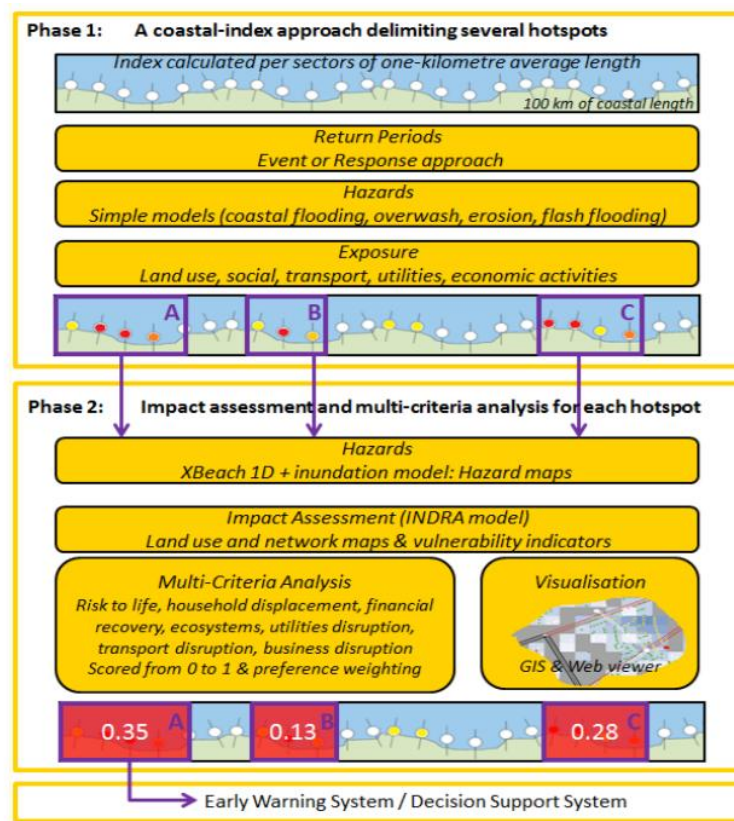 Phase 1: A coastal-index approach delimiting several hotspots
Index calculated per sectors of one-kilometre average length
100 km of coastal length
Return Periods
Event or Response approach
Hazards
Simple models (coastal flooding, overwash, erosion, flash flooding)
Exposure
Land use, social, transport, utilities, economic activities
A
B
C
Phase 2: Impact assessment and multi-criteria analysis for each hotspot
Hazards
XBeach 1D + inundation model: Hazard maps
Impact Assessment (INDRA model)
Land use and network maps & vulnerability indicators
Multi-Criteria Analysis
Risk to life, household displacement, financial
recovery, ecosystems, utilities disruption,
transport disruption, business disruption
Scored from 0 to 1 & preference weighting
Visualisation
GIS & Web viewer
0.35 A
0.13 B
0.28 C
Early Warning System / Decision Support System